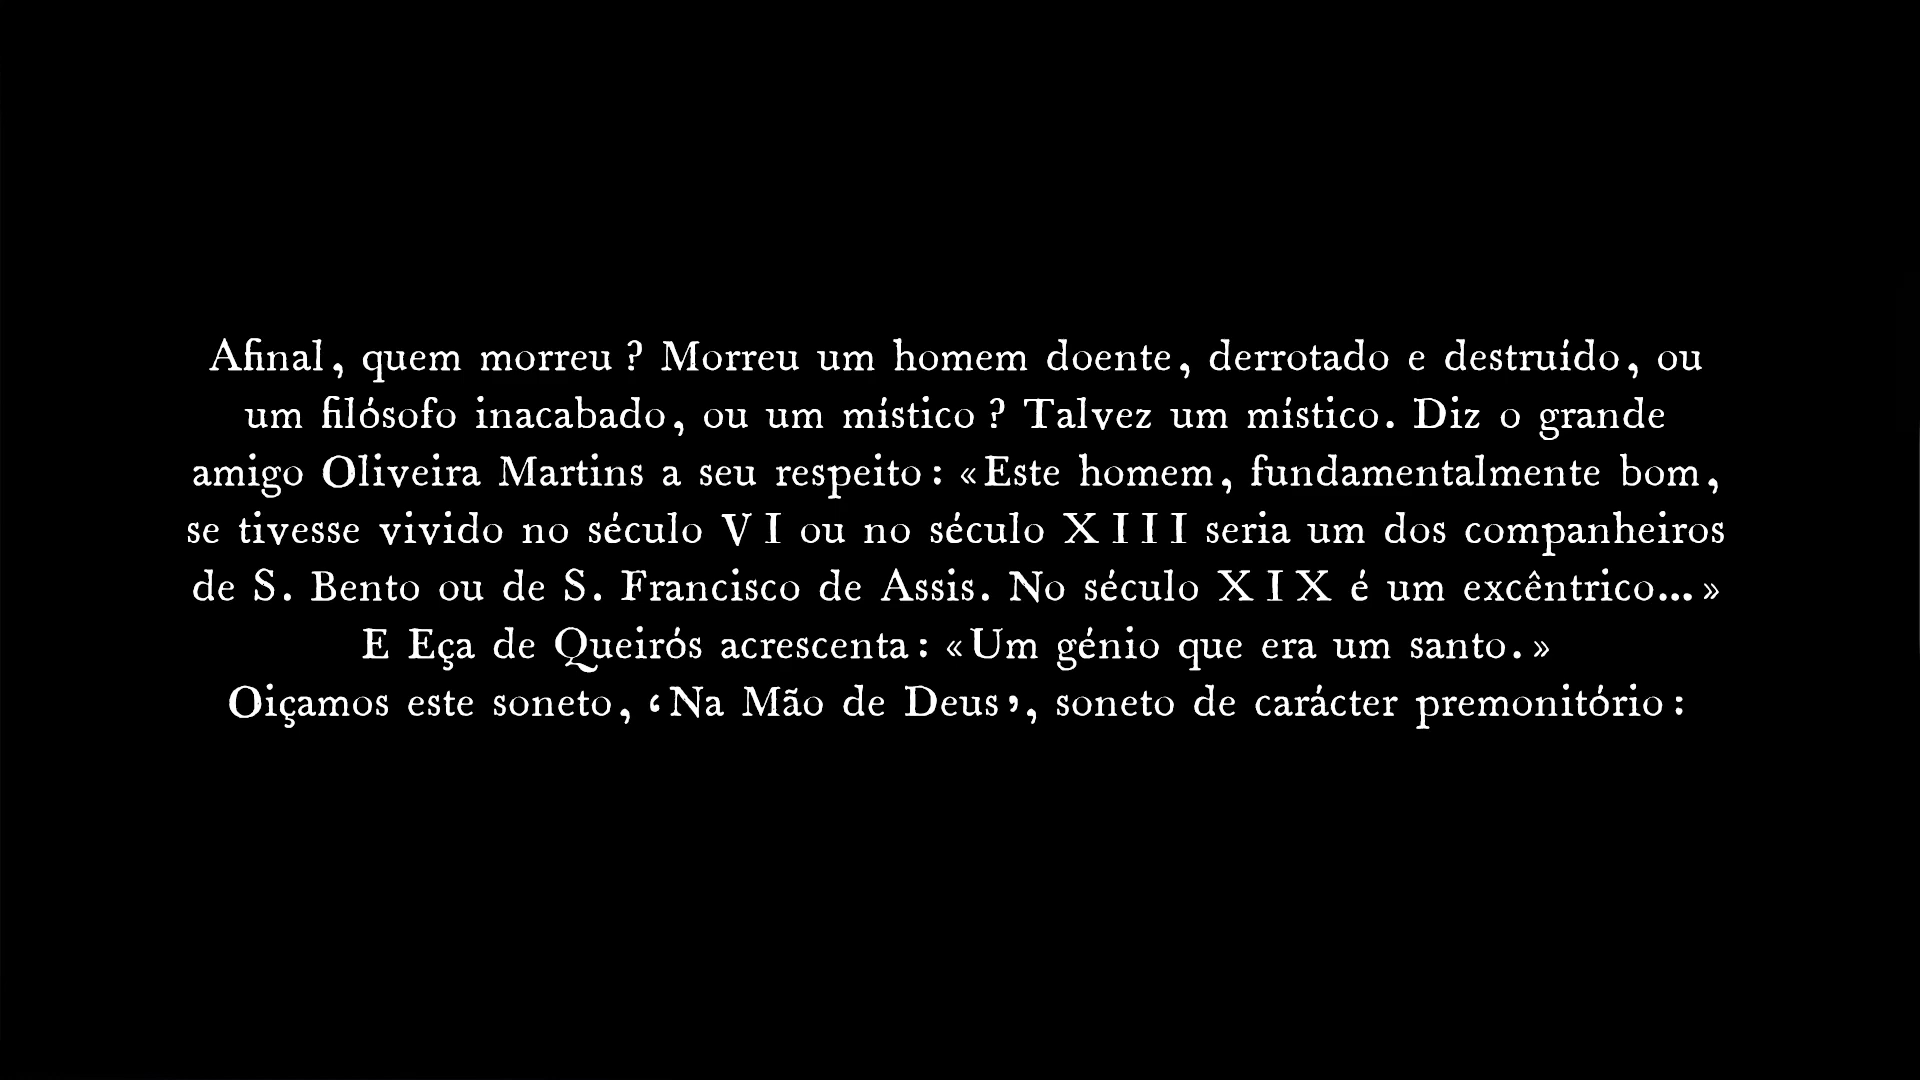 Afinal, quem morreu? Morreu um homem doente, derrotado e destruído, ou
um filósofo inacabado, ou um místico? Talvez um místico. Diz o grande
amigo Oliveira Martins a seu respeito: «Este homem, fundamentalmente bom,
se tivesse vivido no século VI ou no século XIII seria um dos companheiros
de S. Bento ou de S. Francisco de Assis. No século XIX é um excêntrico...»
E Eça de Queirós acrescenta: «Um génio que era um santo.»
Oiçamos este soneto, ‘Na Mão de Deus’, soneto de carácter premonitório: